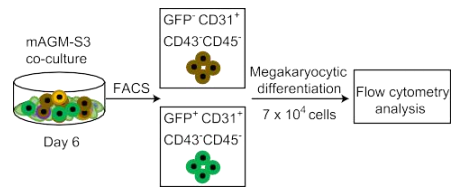 mAGM-S3
co-culture
Day 6
FACS
GFP⁻ CD31⁺
CD43⁻CD45⁻
GFP⁺ CD31⁺
CD43⁻CD45⁻
Megakaryocytic
differentiation
7 x 10⁴ cells
Flow cytometry
analysis